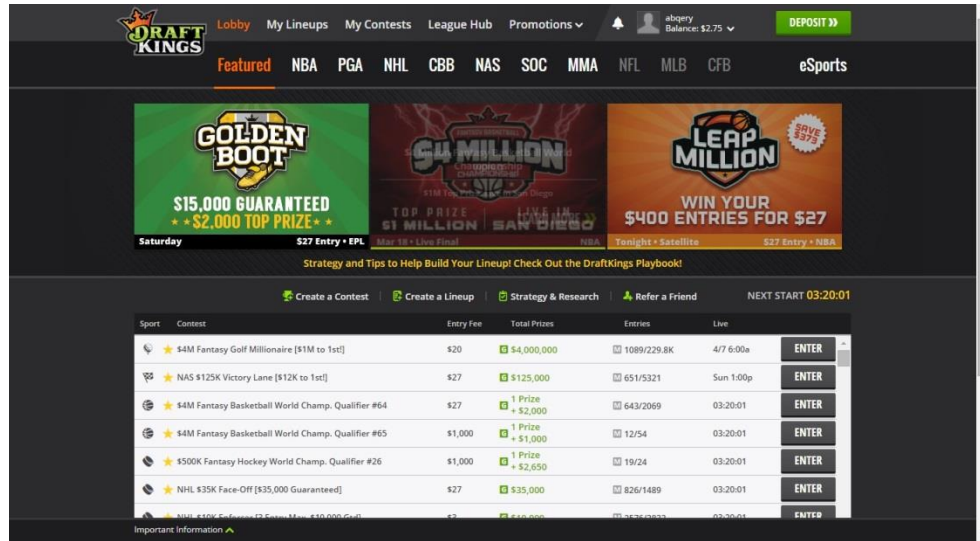 DRAFT
KINGS
Lobby My Lineups My Contests League Hub Promotions
abqery
Balance: $2.75
DEPOSIT
Featured NBA PGA NHL CBB NAS SOC MMA NFL MLB CFB eSports
GOLDEN
BOOT
$15,000 GUARANTEED
$2,000 TOP PRIZE
Saturday $27 Entry • EPL
$4 MILLION
CHAMPIONSHIP
TOP PRIZE
$1 MILLION
LIVE IN
SAN DIEGO
Mar 18 • Live Final NBA
LEAP
MILLION
SAVE
$373
WIN YOUR
$400 ENTRIES FOR $27
Tonight • Satellite $27 Entry • NBA
Strategy and Tips to Help Build Your Lineup! Check Out the DraftKings Playbook!
Create a Contest Create a Lineup Strategy & Research Refer a Friend NEXT START 03:20:01
Sport Contest Entry Fee Total Prizes Entries Live
$4M Fantasy Golf Millionaire [$1M to 1st!] $20 G $4,000,000 M 1089/229.8K 4/7 6:00a ENTER
NAS $125K Victory Lane [$12K to 1st!] $27 G $125,000 M 651/5321 Sun 1:00p ENTER
$4M Fantasy Basketball World Champ. Qualifier #64 $27 G 1 Prize + $2,000 M 643/2069 03:20:01 ENTER
$4M Fantasy Basketball World Champ. Qualifier #65 $1,000 G 1 Prize + $1,000 M 12/54 03:20:01 ENTER
$500K Fantasy Hockey World Champ. Qualifier #26 $1,000 G 1 Prize + $2,650 M 19/24 03:20:01 ENTER
NHL $35K Face-Off [$35,000 Guaranteed] $27 G $35,000 M 826/1489 03:20:01 ENTER
Important Information